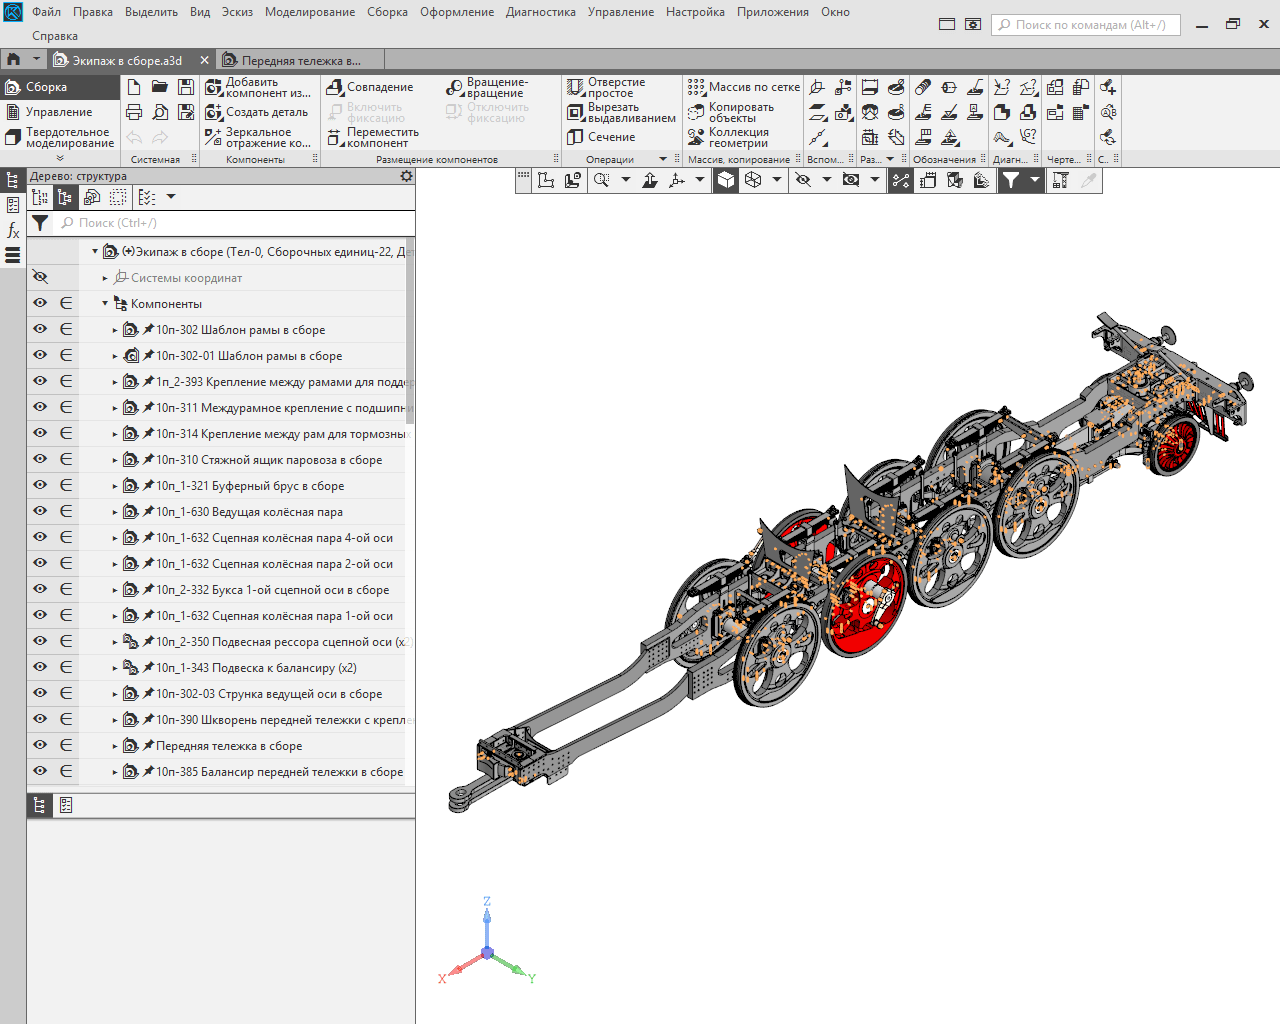 Файл Правка Выделить Вид Эскиз Моделирование Сборка Оформление Диагностика Управление Настройка Приложения Окно
Поиск по командам (Alt+/)
Справка
Экипаж в сборе.a3d
Передняя тележка в...
Сборка
Управление
Твердотельное
моделирование
Системная
Добавить
компонент из...
Создать деталь
Зеркальное
отражение ко...
Компоненты
Совпадение
Включить
фиксацию
Переместить
компонент
Вращение-
вращение
Отключить
фиксацию
Размещение компонентов
Отверстие
простое
Вырезать
выдавливанием
Сечение
Операции
Массив по сетке
Копировать
объекты
Коллекция
геометрии
Массив, копирование
Вспом...
Раз...
Обозначения
Диагн...
Черте...
С...
Дерево: структура
Поиск (Ctrl+/)
(+)Экипаж в сборе (Тел-0, Сборочных единиц-22, Де
Системы координат
Компоненты
10п-302 Шаблон рамы в сборе
10п-302-01 Шаблон рамы в сборе
1п_2-393 Крепление между рамами для поддер
10п-311 Междурамное крепление с подшипни
10п-314 Крепление между рам для тормозных
10п-310 Стяжной ящик паровоза в сборе
10п_1-321 Буферный брус в сборе
10п_1-630 Ведущая колёсная пара
10п_1-632 Сцепная колёсная пара 4-ой оси
10п_1-632 Сцепная колёсная пара 2-ой оси
10п_2-332 Букса 1-ой сцепной оси в сборе
10п_1-632 Сцепная колёсная пара 1-ой оси
10п_2-350 Подвесная рессора сцепной оси (x2)
10п_1-343 Подвеска к балансиру (x2)
10п-302-03 Струнка ведущей оси в сборе
10п-390 Шкворень передней тележки с крепле
Передняя тележка в сборе
10п-385 Балансир передней тележки в сборе
Z
X
Y